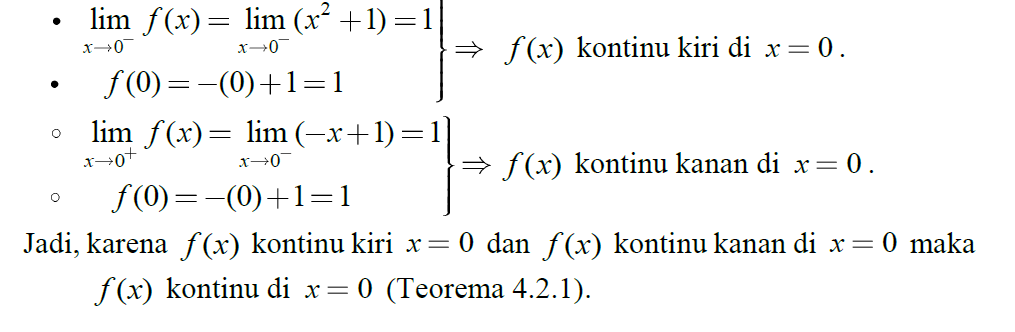 • lim_{x→0⁻} f(x) = lim_{x→0⁻} (x² + 1) = 1
• f(0) = −(0) + 1 = 1
⇒ f(x) kontinu kiri di x = 0 .
○ lim_{x→0⁺} f(x) = lim_{x→0⁻} (−x + 1) = 1
○ f(0) = −(0) + 1 = 1
⇒ f(x) kontinu kanan di x = 0 .
Jadi, karena f(x) kontinu kiri x = 0 dan f(x) kontinu kanan di x = 0 maka
f(x) kontinu di x = 0 (Teorema 4.2.1).